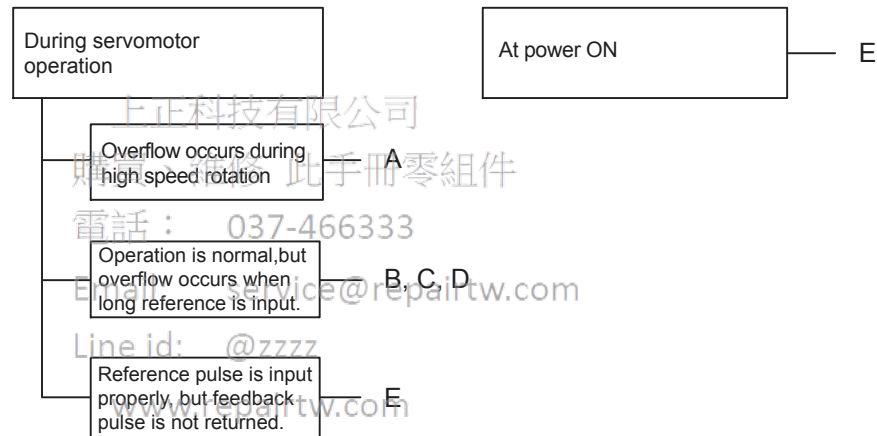 During servomotor
operation
At power ON
E
上正科技有限公司
Overflow occurs during
high speed rotation
A
購買、維修 此手冊零組件
電話： 037-466333
Operation is normal,but
overflow occurs when
long reference is input.
B, C, D
Email: service@repairtw.com
Line id: @zzzz
Reference pulse is input
properly, but feedback
pulse is not returned.
E
www.repairtw.com